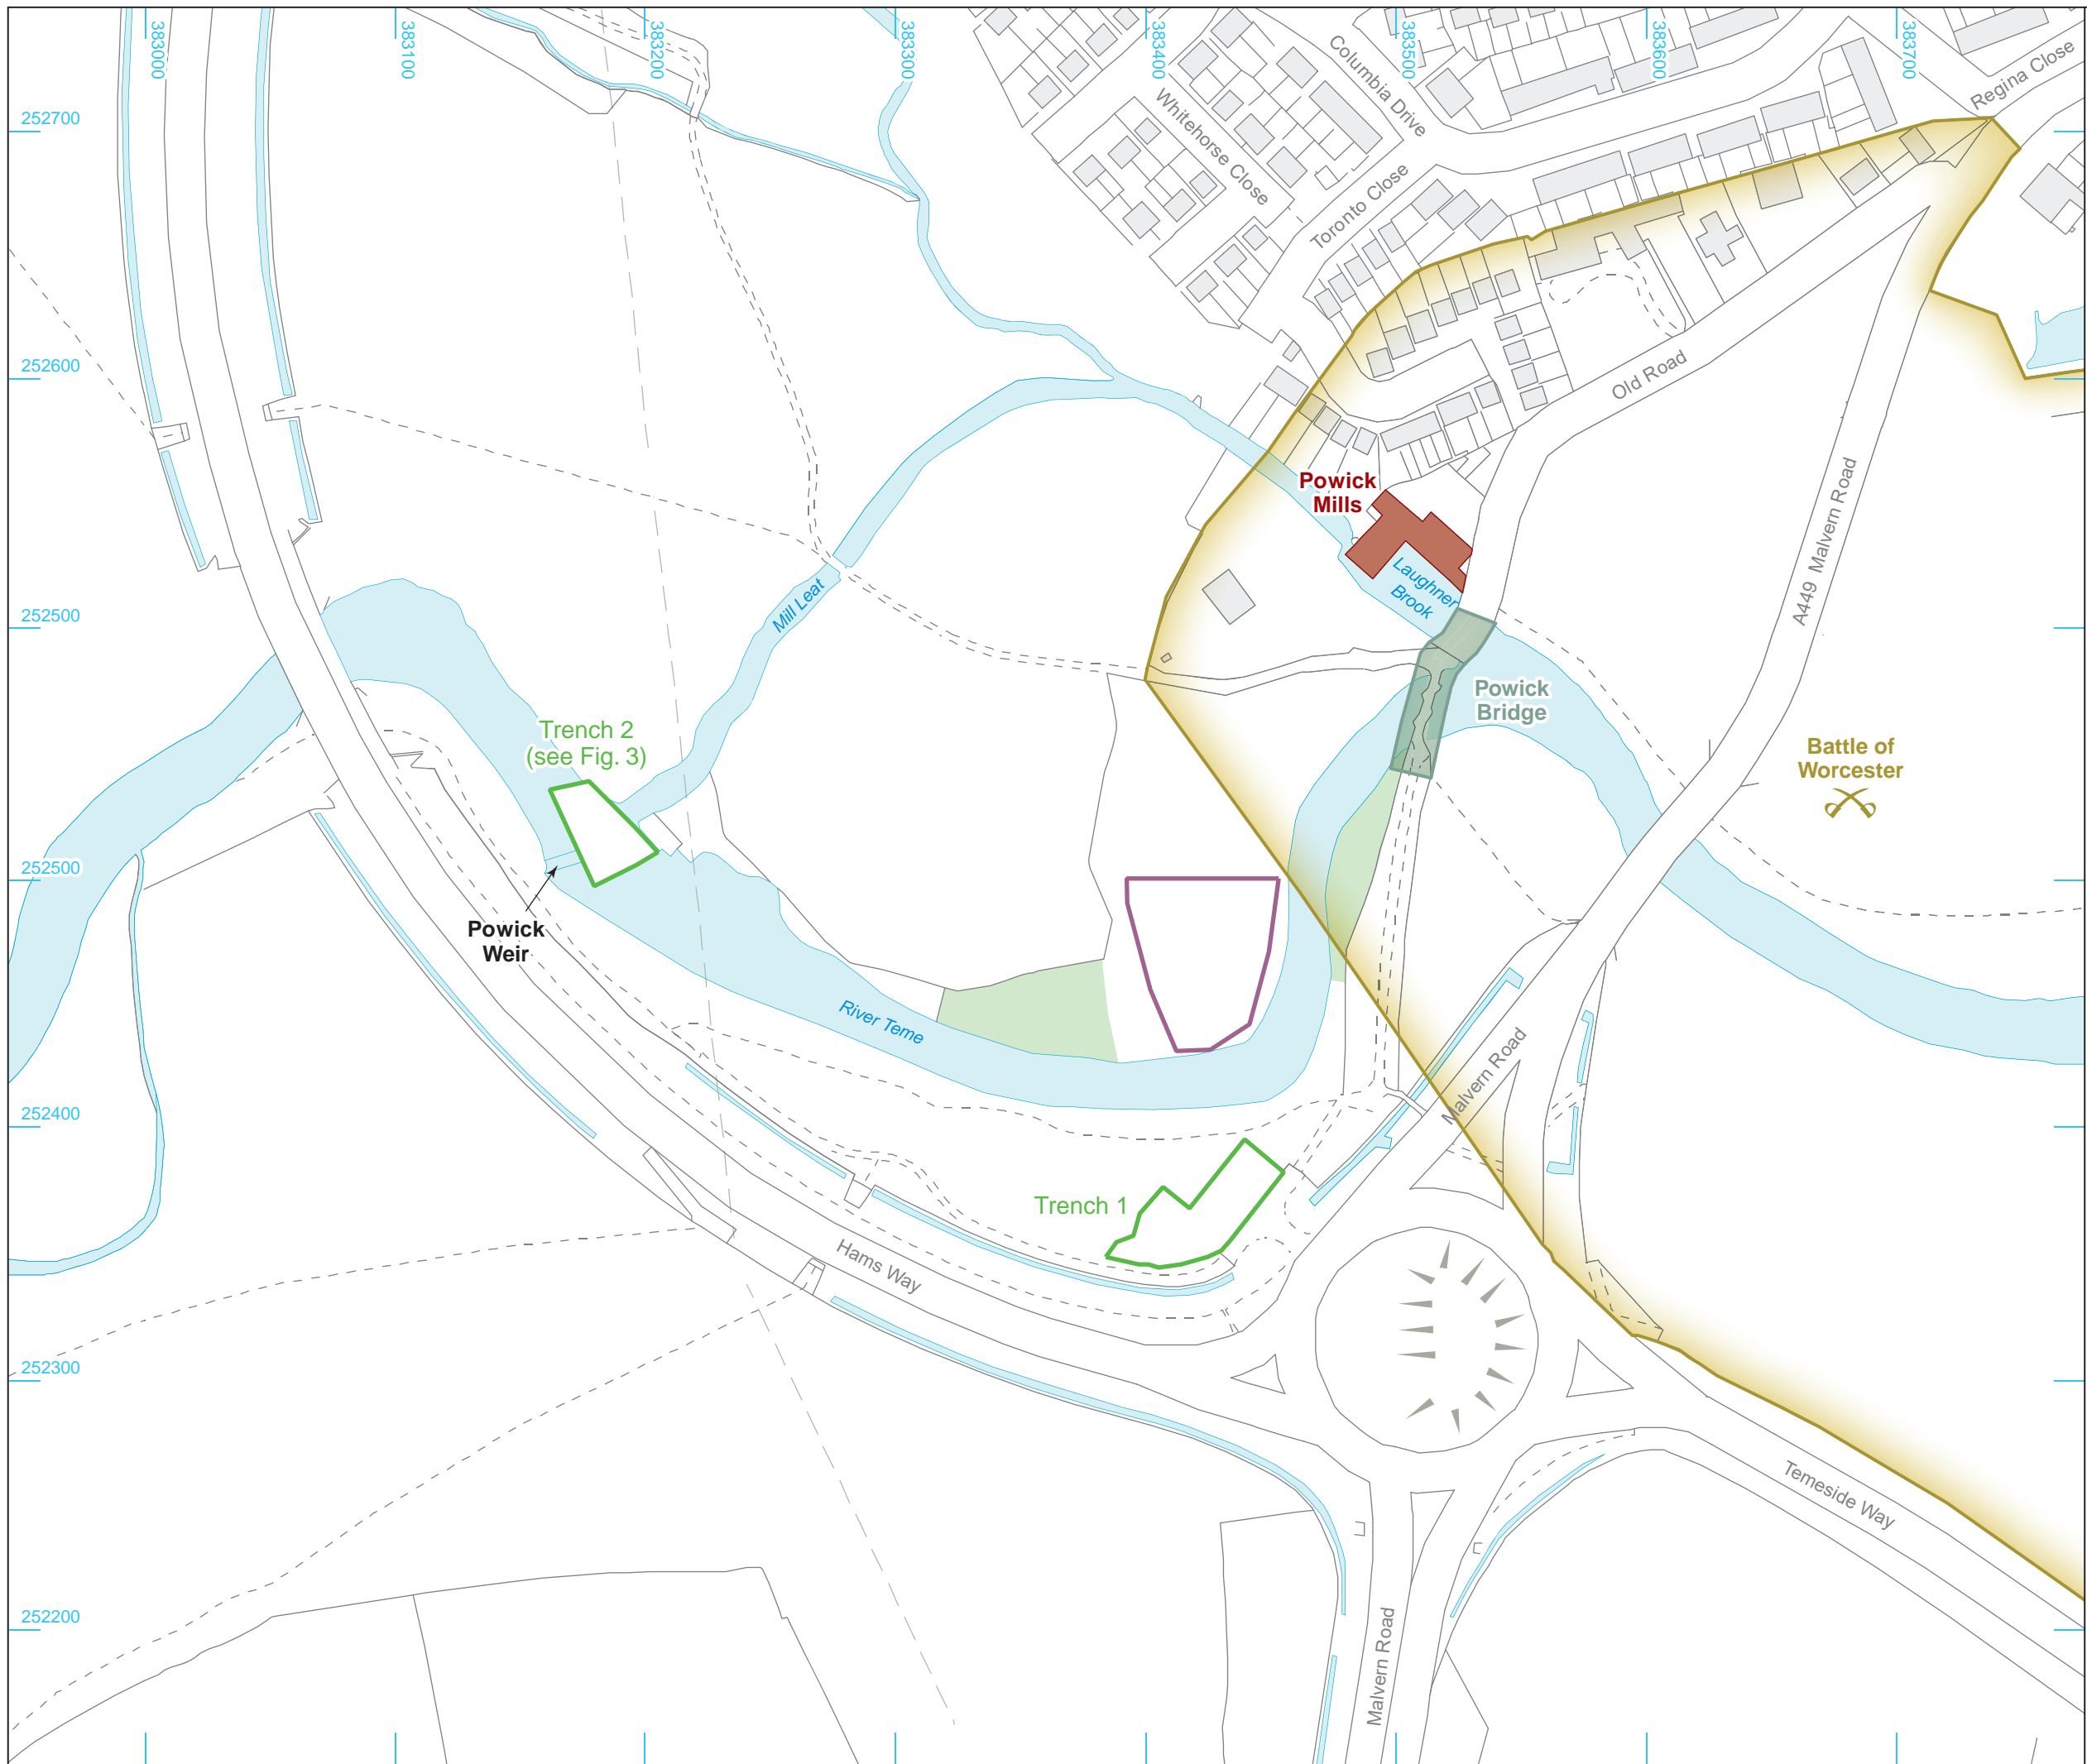 383000
383100
383200
383300
383400
383500
383600
383700
252700
252600
252500
252500
252400
252300
252200
Regina Close
Columbia Drive
Whitehorse Close
Toronto Close
Old Road
A449 Malvern Road
Powick
Mills
Laughner
Brook
Mill Leat
Powick
Bridge
Trench 2
(see Fig. 3)
Battle of
Worcester
Powick
Weir
River Teme
Malvern Road
Trench 1
Hams Way
Temeside Way
Malvern Road